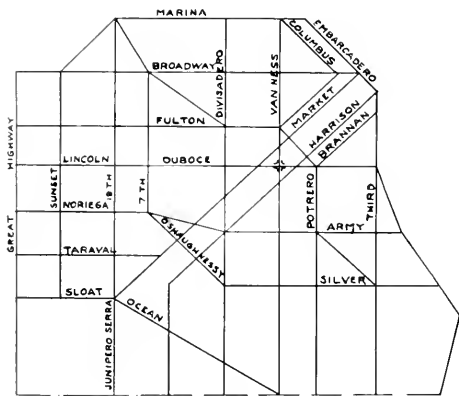 MARINA
COLUMBUS
EMBARCADERO
BROADWAY
DIVISADERO
VAN NESS
MARKET
FULTON
HARRISON
BRANNAN
GREAT HIGHWAY
LINCOLN
DUBOCE
SUNSET
19TH
7TH
POTRERO
THIRD
NORIEGA
O'SHAUGHNESSY
ARMY
TARAVAL
SILVER
SLOAT
OCEAN
JUNIPERO SERRA